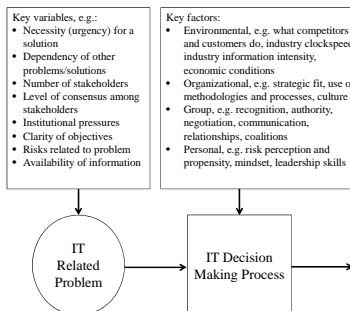 Key variables, e.g.:
• Necessity (urgency) for a
solution
• Dependency of other
problems/solutions
• Number of stakeholders
• Level of consensus among
stakeholders
• Institutional pressures
• Clarity of objectives
• Risks related to problem
• Availability of information
Key factors:
• Environmental, e.g. what competitors
and customers do, industry clockspeed
industry information intensity,
economic conditions
• Organizational, e.g. strategic fit, use o
methodologies and processes, culture
• Group, e.g. recognition, authority,
negotiation, communication,
relationships, coalitions
• Personal, e.g. risk perception and
propensity, mindset, leadership skills
IT
Related
Problem
IT Decision
Making Process